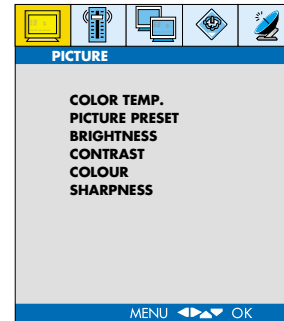 PICTURE
COLOR TEMP.
PICTURE PRESET
BRIGHTNESS
CONTRAST
COLOUR
SHARPNESS
MENU ◀▶▲▼ OK